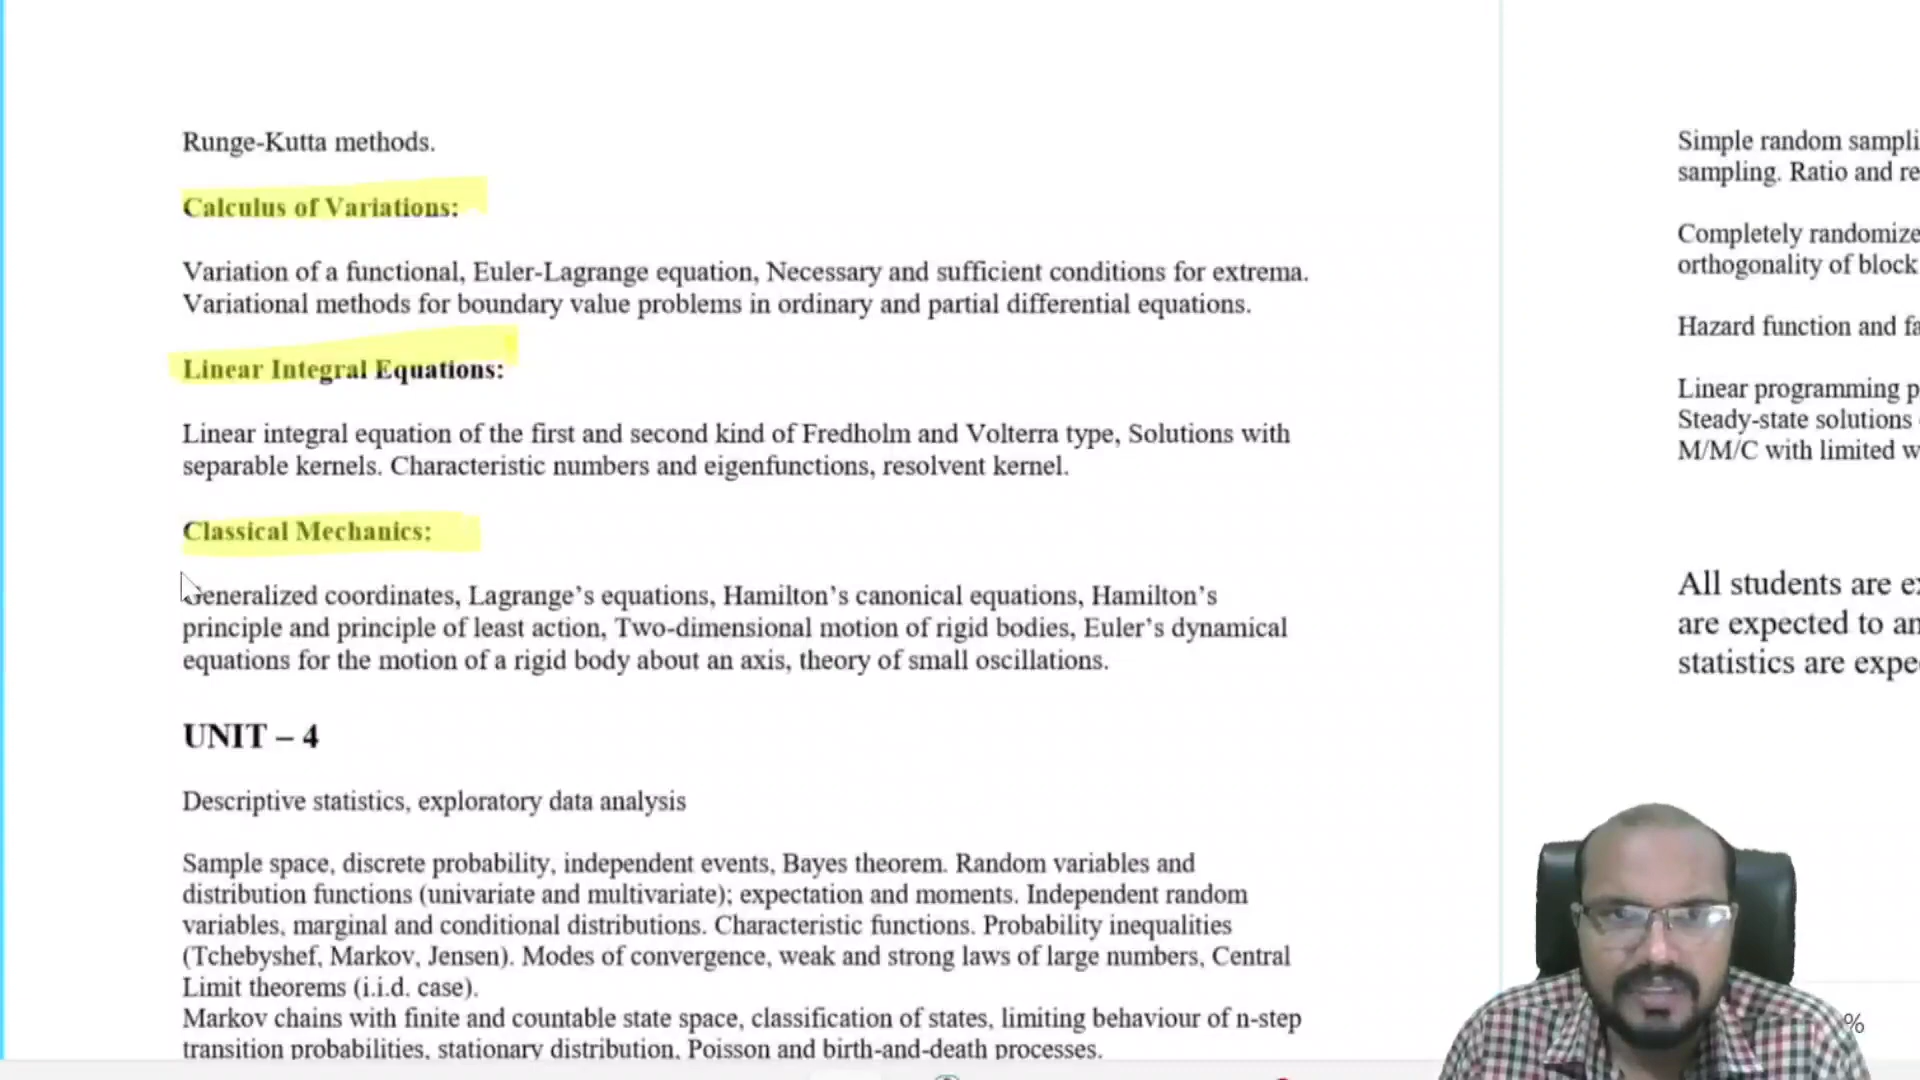 Runge-Kutta methods.
Calculus of Variations:
Variation of a functional, Euler-Lagrange equation, Necessary and sufficient conditions for extrema.
Variational methods for boundary value problems in ordinary and partial differential equations.
Linear Integral Equations:
Linear integral equation of the first and second kind of Fredholm and Volterra type, Solutions with
separable kernels. Characteristic numbers and eigenfunctions, resolvent kernel.
Classical Mechanics:
Generalized coordinates, Lagrange’s equations, Hamilton’s canonical equations, Hamilton’s
principle and principle of least action, Two-dimensional motion of rigid bodies, Euler’s dynamical
equations for the motion of a rigid body about an axis, theory of small oscillations.
UNIT – 4
Descriptive statistics, exploratory data analysis
Sample space, discrete probability, independent events, Bayes theorem. Random variables and
distribution functions (univariate and multivariate); expectation and moments. Independent random
variables, marginal and conditional distributions. Characteristic functions. Probability inequalities
(Tchebyshef, Markov, Jensen). Modes of convergence, weak and strong laws of large numbers, Central
Limit theorems (i.i.d. case).
Markov chains with finite and countable state space, classification of states, limiting behaviour of n-step
transition probabilities, stationary distribution, Poisson and birth-and-death processes.
Simple random
sampling. Ratio and
Completely
orthogonality of block
Hazard function and
Linear programming
Steady-state solutions
M/M/C with limited
All students are
are expected to
statistics are
%